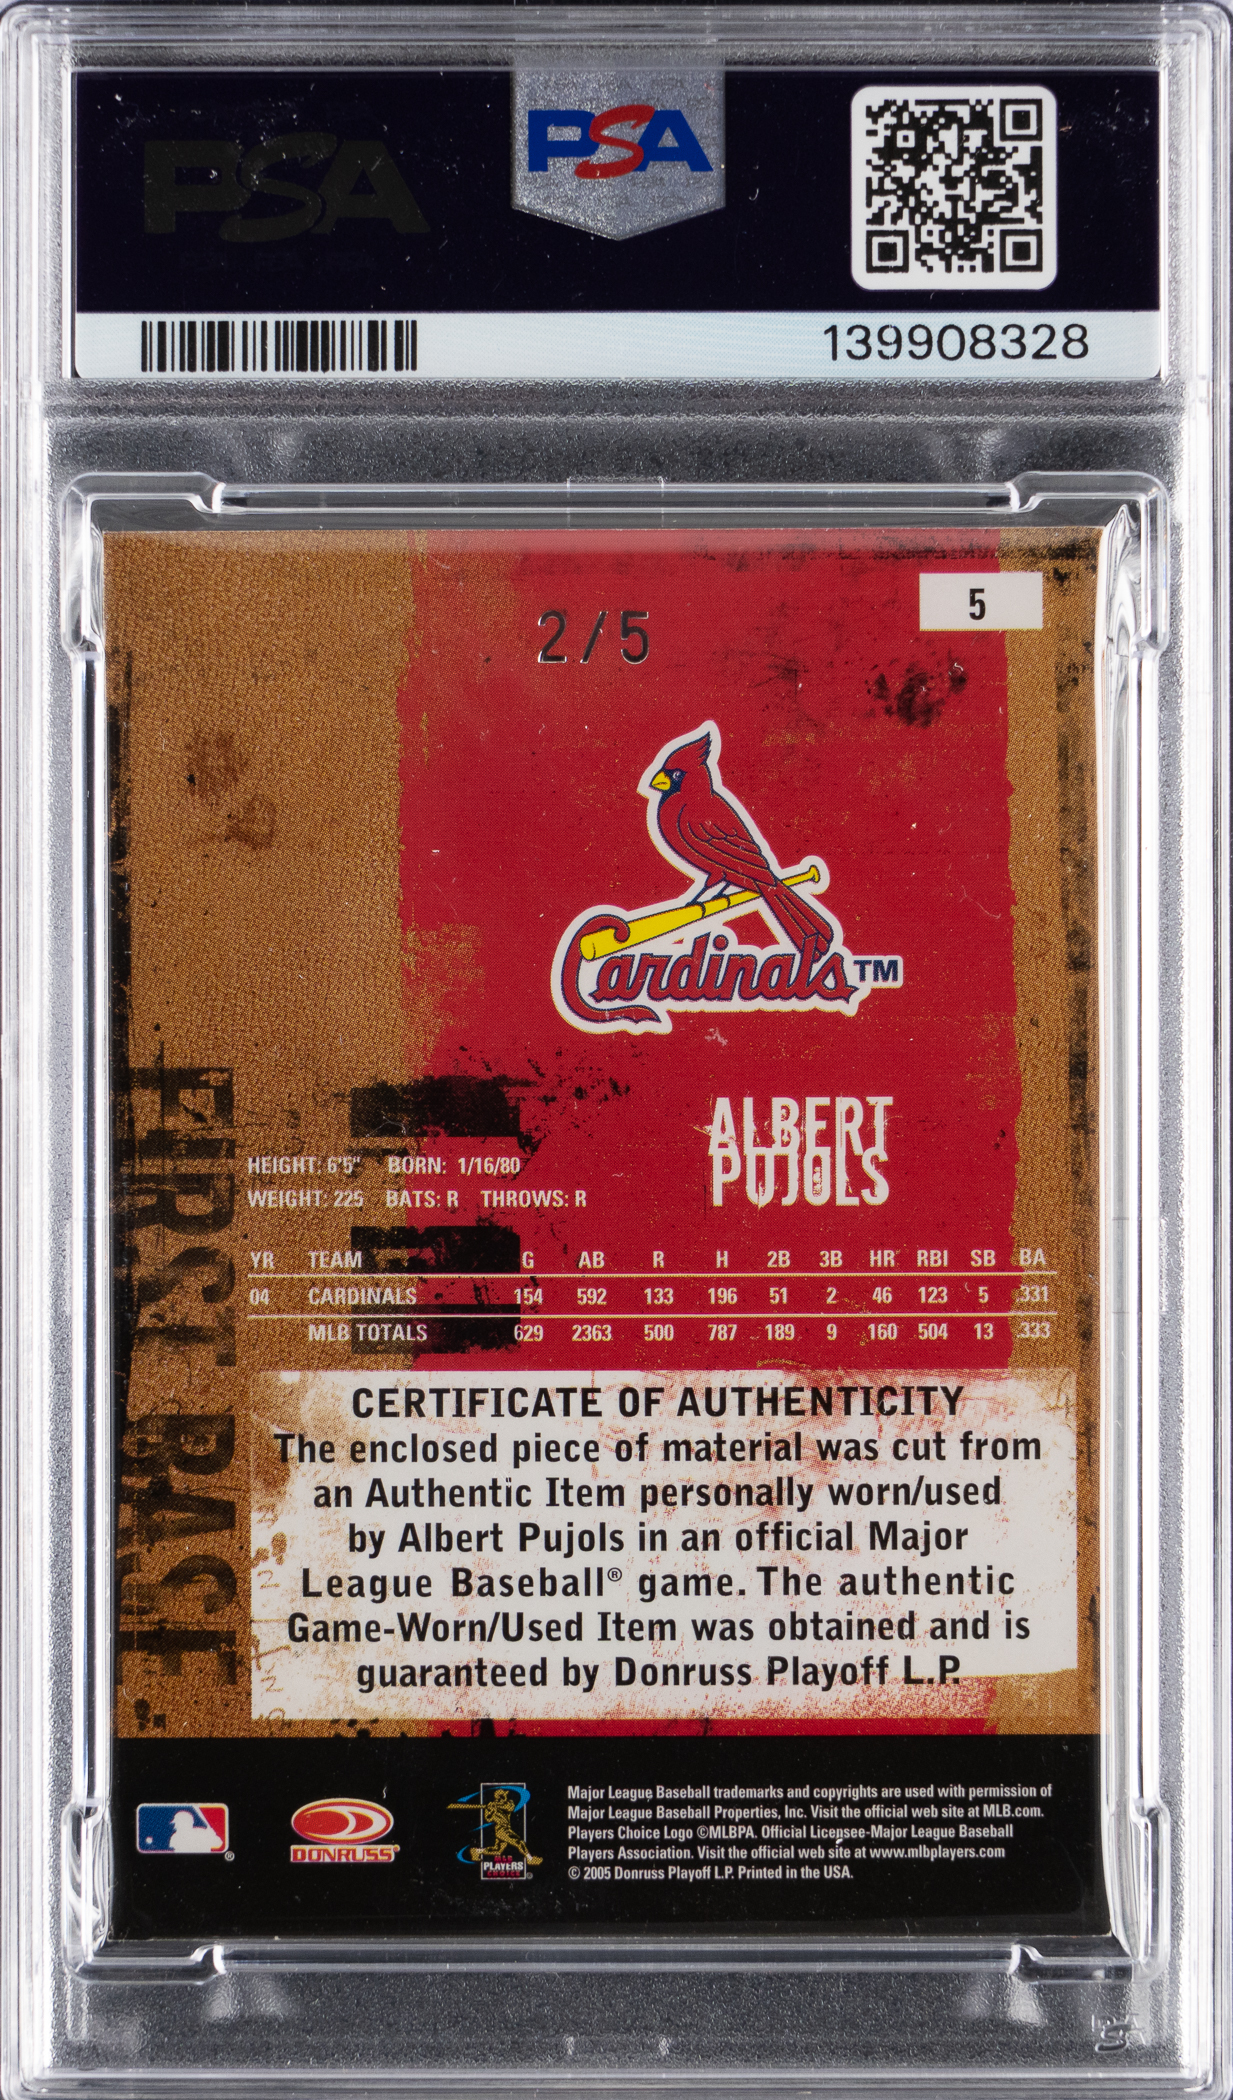 PSA
PSA
139908328
5
2/5
Cardinals™
ALBERT
PUJOLS
HEIGHT: 6'5" BORN: 1/16/80
WEIGHT: 225 BATS: R THROWS: R
YR TEAM G AB R H 2B 3B HR RBI SB BA
04 CARDINALS 154 592 133 196 51 2 46 123 5 .331
MLB TOTALS 629 2363 500 787 189 9 160 504 13 .333
FIRST BASE
CERTIFICATE OF AUTHENTICITY
The enclosed piece of material was cut from
an Authentic Item personally worn/used
by Albert Pujols in an official Major
League Baseball® game. The authentic
Game-Worn/Used Item was obtained and is
guaranteed by Donruss Playoff L.P.
DONRUSS®
MLB
PLAYERS
CHOICE
Major League Baseball trademarks and copyrights are used with permission of
Major League Baseball Properties, Inc. Visit the official web site at MLB.com.
Players Choice Logo ©MLBPA. Official Licensee-Major League Baseball
Players Association. Visit the official web site at www.mlbplayers.com
© 2005 Donruss Playoff L.P. Printed in the USA.
PSA